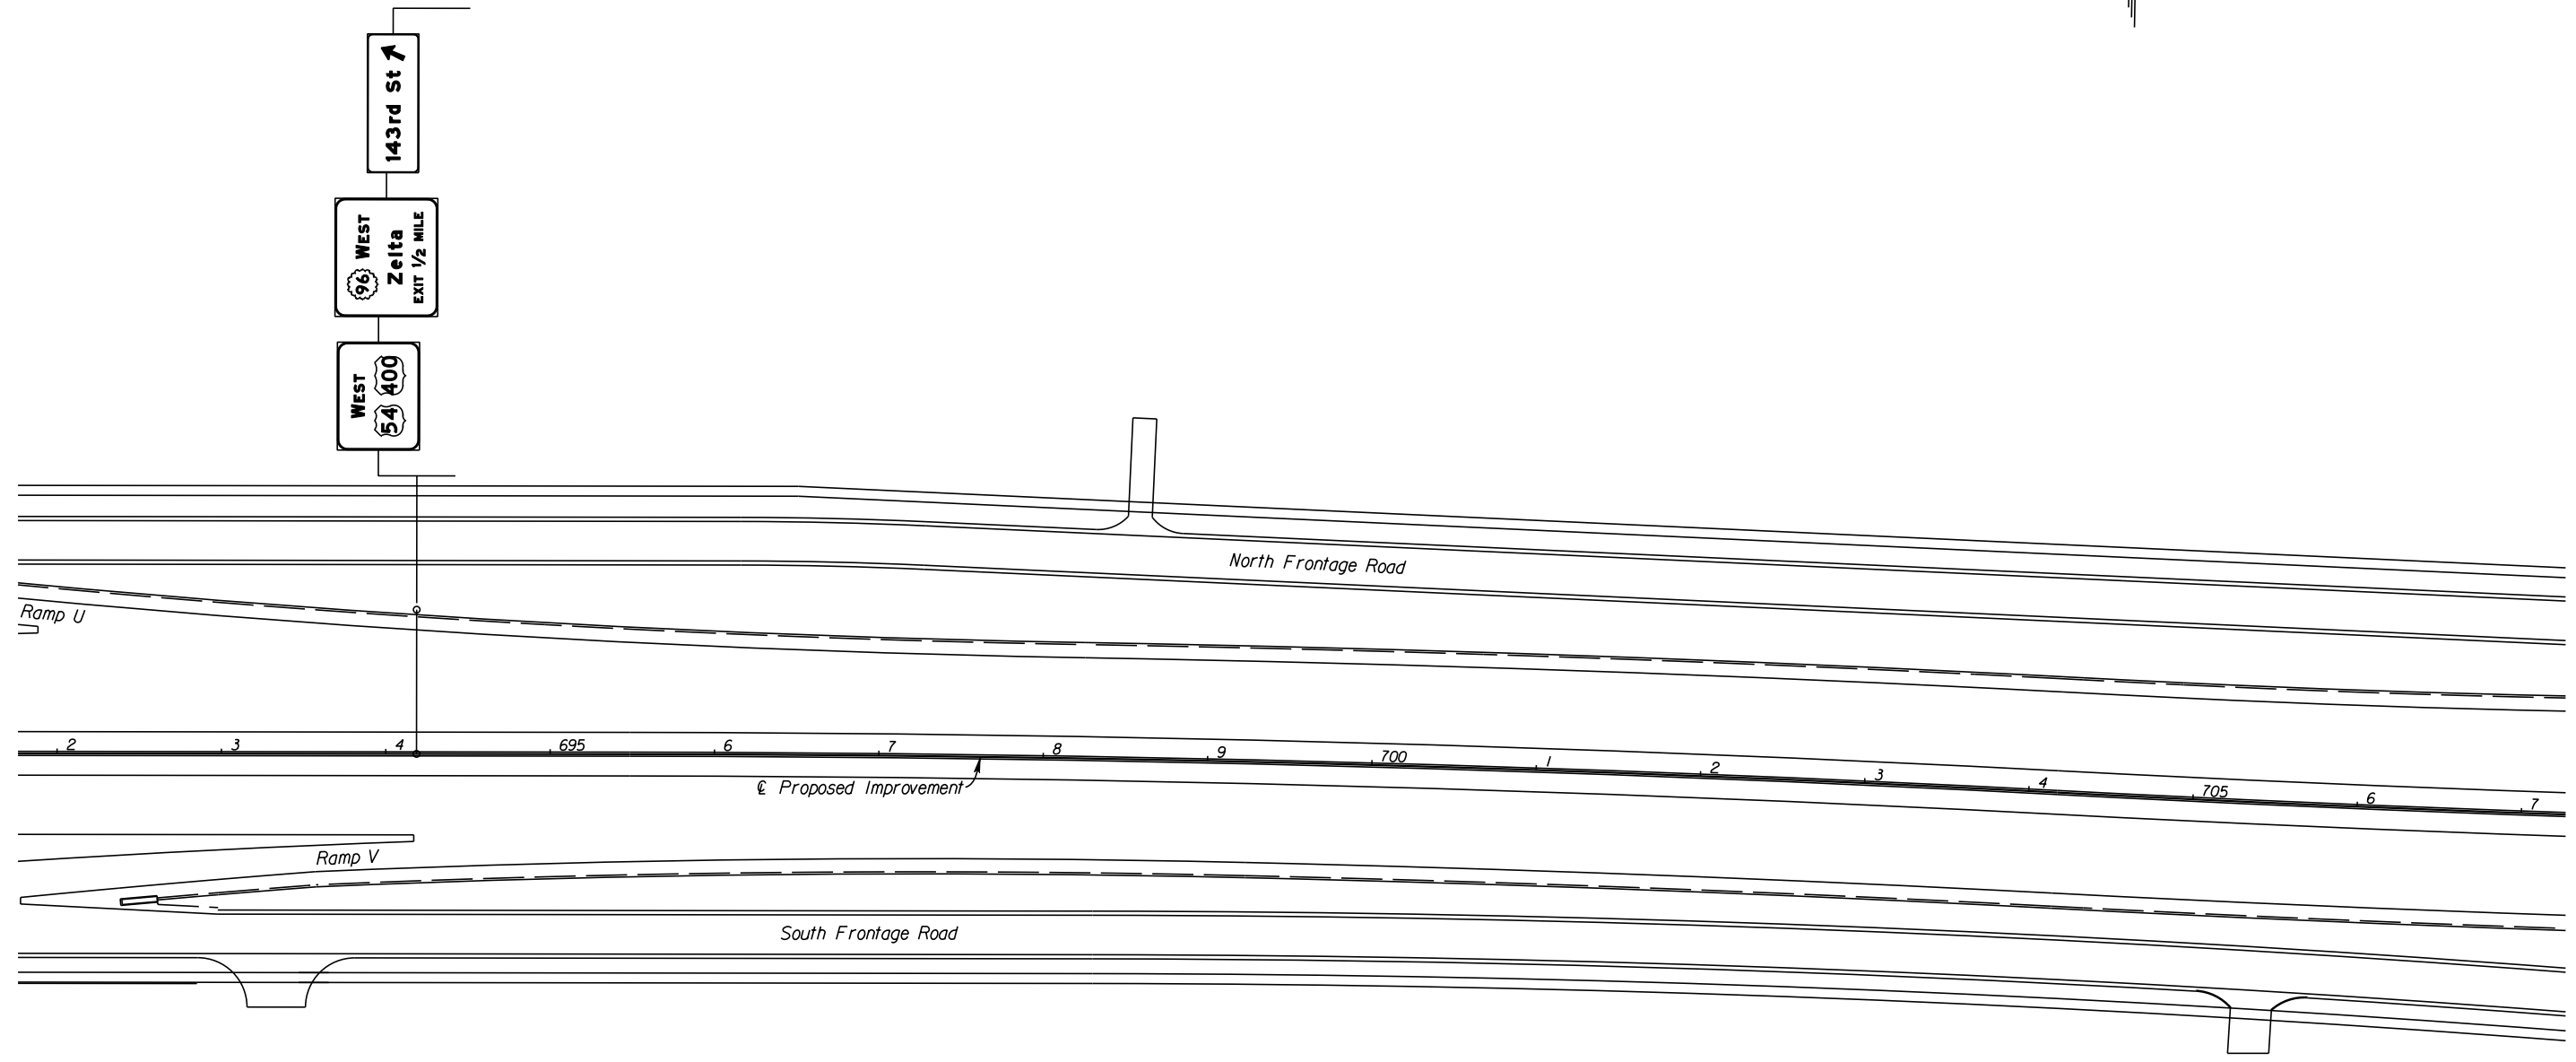 143rd St
96 WEST
Zelta
EXIT 1/2 MILE
WEST
54 400
North Frontage Road
Ramp U
2 3 4 695 6 7 8 9 700 1 2 3 4 705 6 7
℄ Proposed Improvement
Ramp V
South Frontage Road